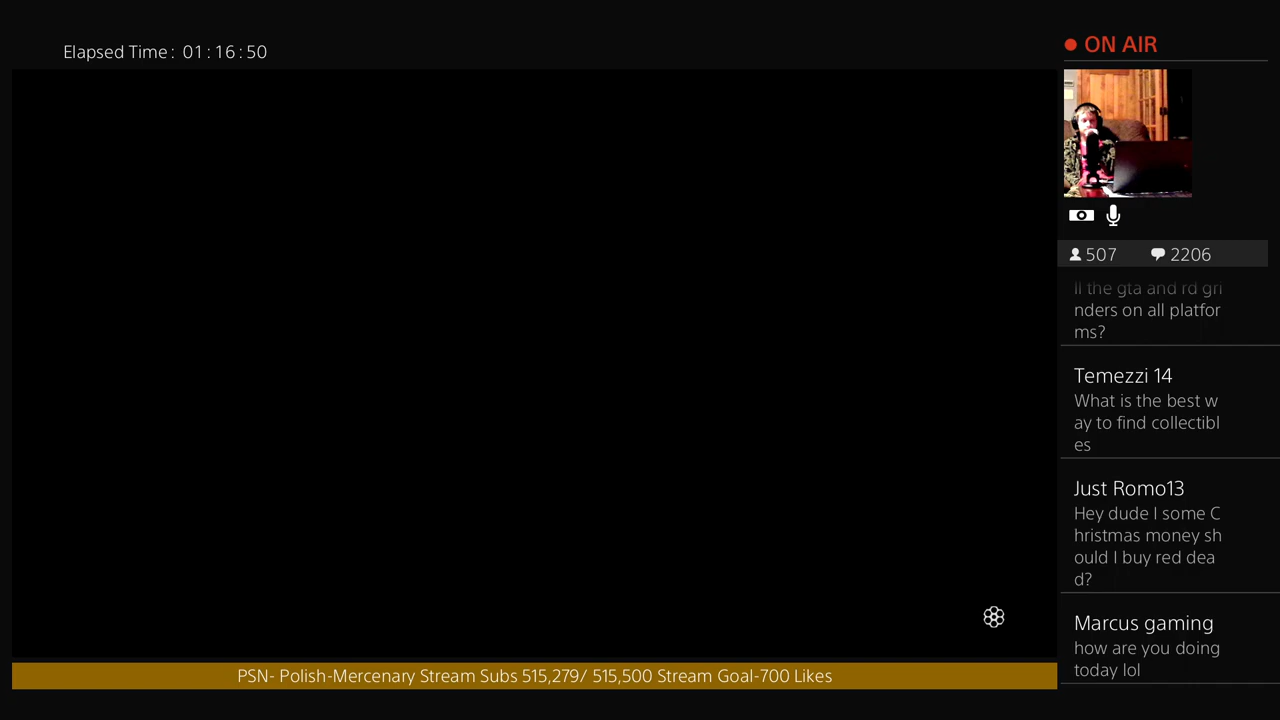 Elapsed Time: 01:16:50
ON AIR
507 2206
ll the gta and rd gri
nders on all platfor
ms?
Temezzi 14
What is the best w
ay to find collectibl
es
Just Romo13
Hey dude I some C
hristmas money sh
ould I buy red dea
d?
Marcus gaming
how are you doing
today lol
PSN- Polish-Mercenary Stream Subs 515,279/ 515,500 Stream Goal-700 Likes